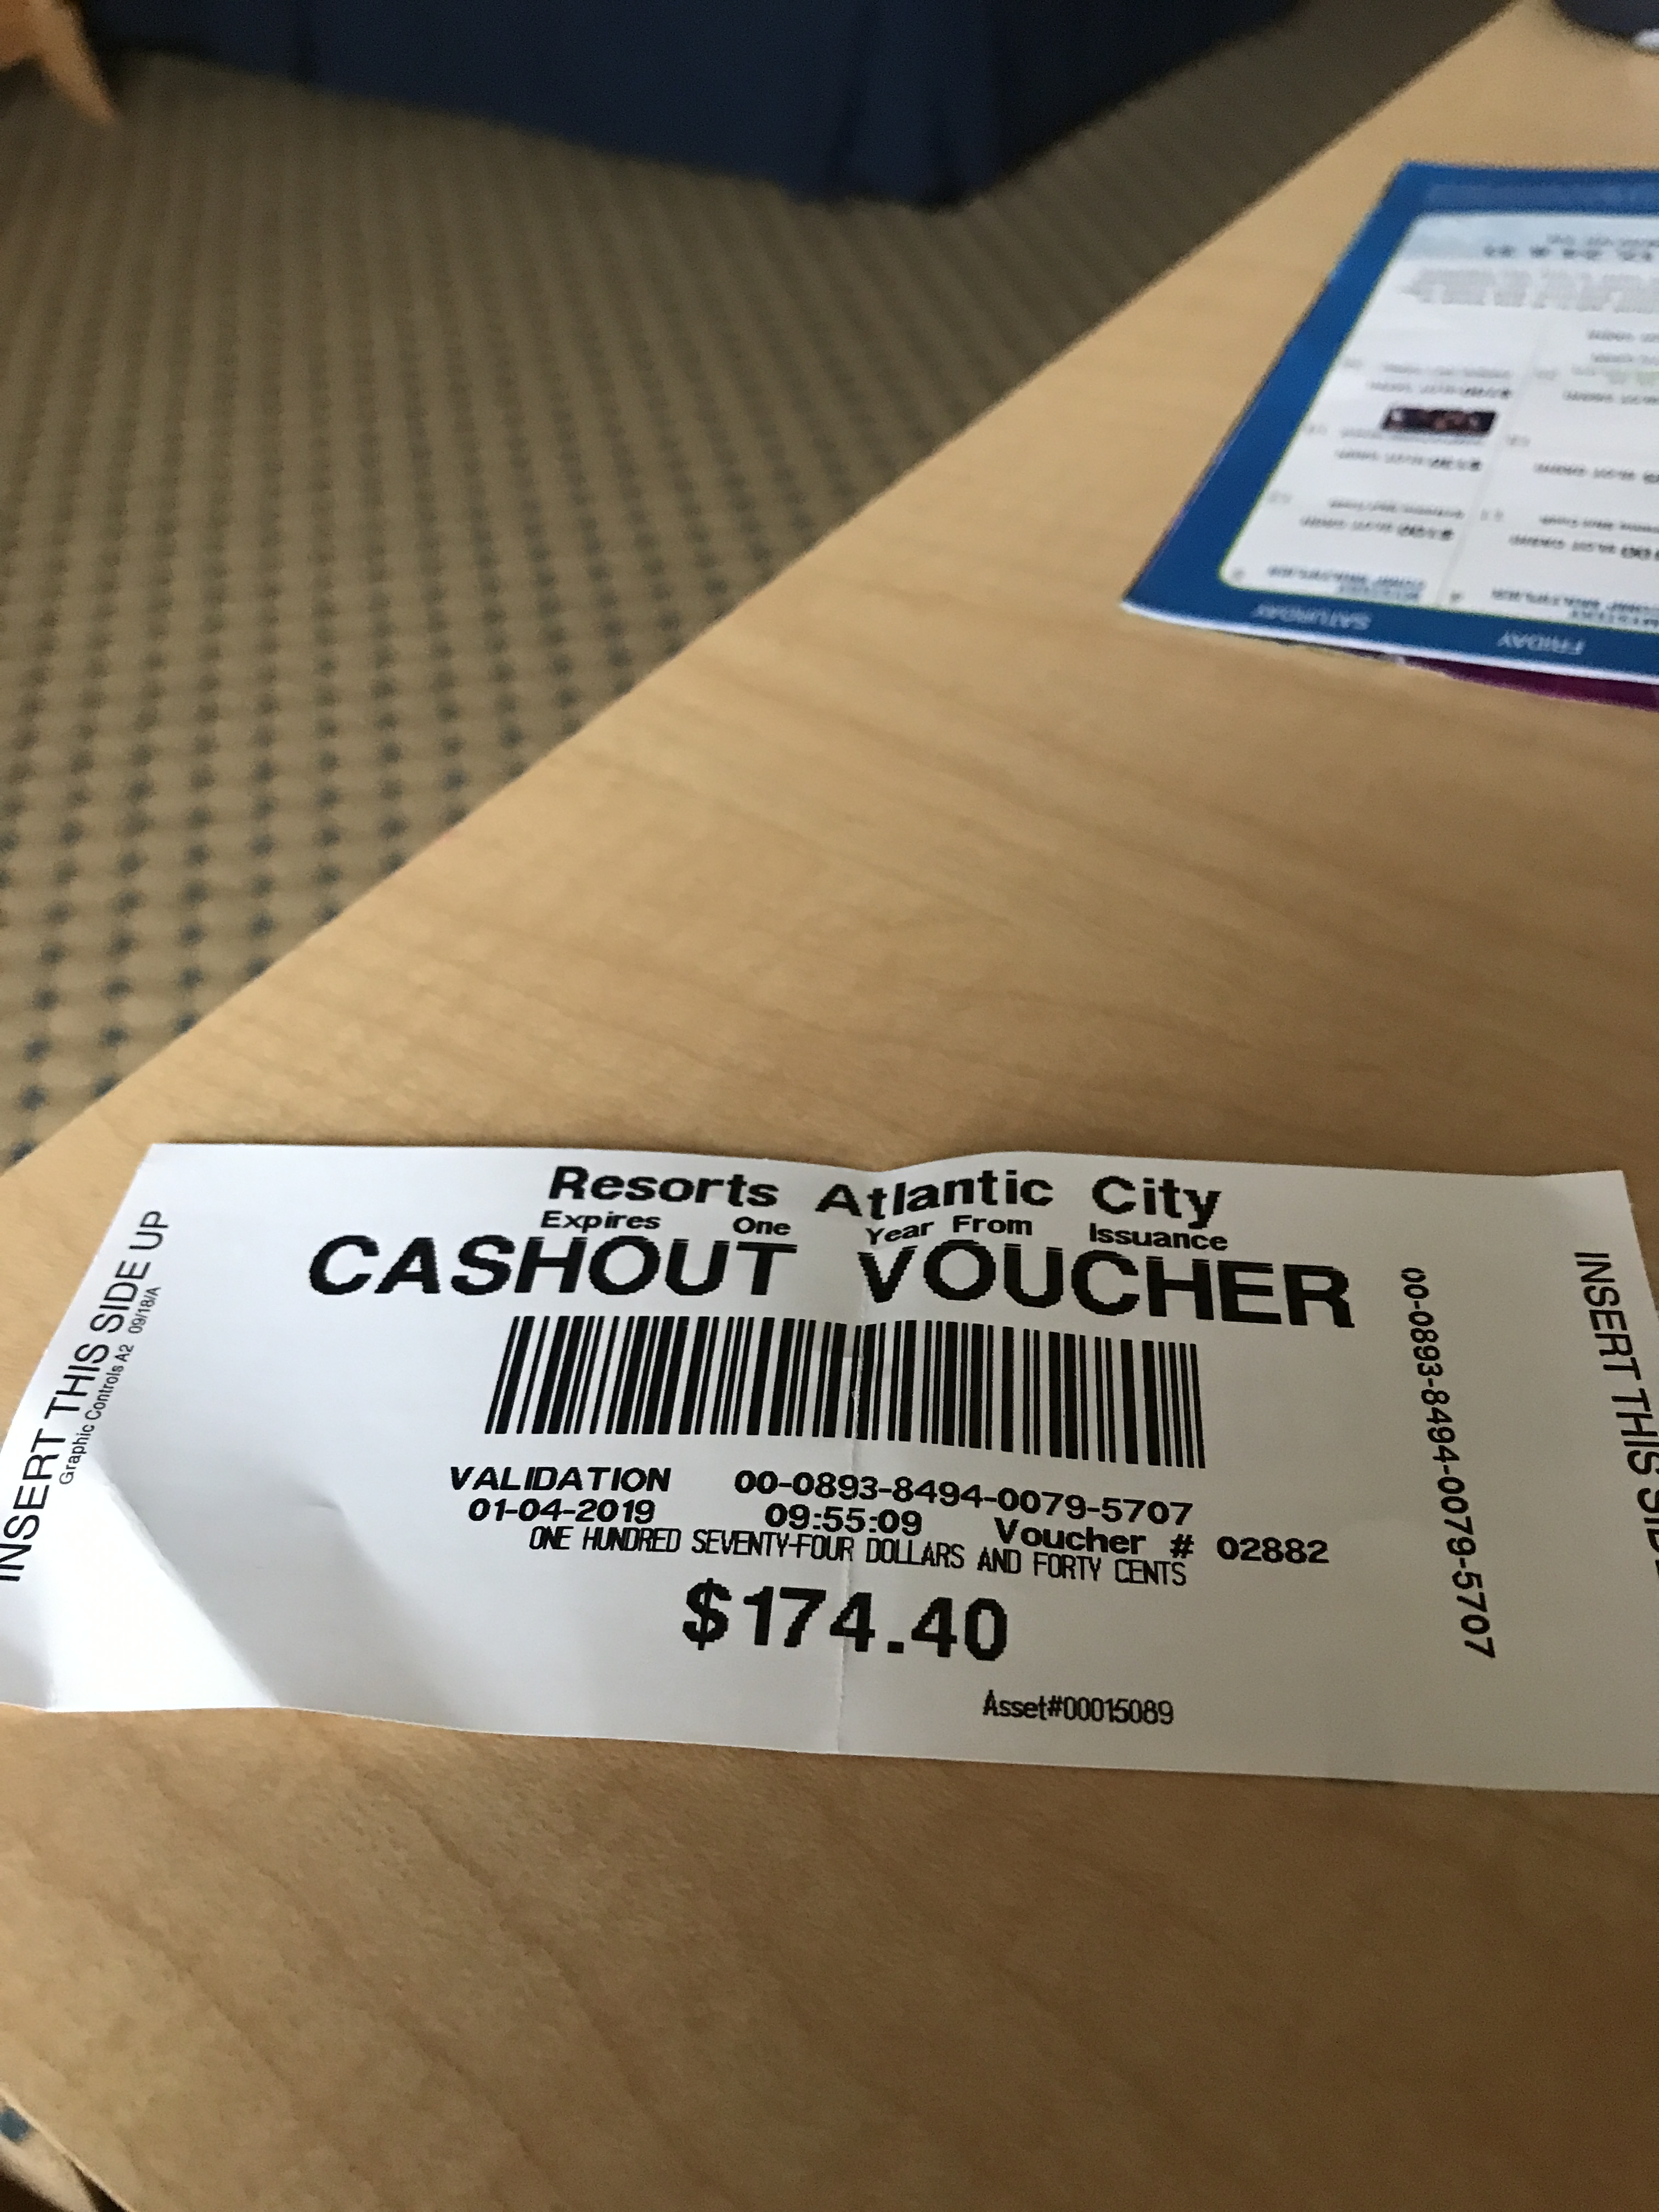 Resorts Atlantic City
Expires One Year From Issuance
CASHOUT VOUCHER
VALIDATION 00-0893-8494-0079-5707
01-04-2019 09:55:09 Voucher # 02882
ONE HUNDRED SEVENTY-FOUR DOLLARS AND FORTY CENTS
$174.40
Asset#00015089
INSERT THIS SIDE UP
Graphic Controls A2 09/18/A
00-0893-8494-0079-5707
INSERT THIS SIDE
SATURDAY
FRIDAY